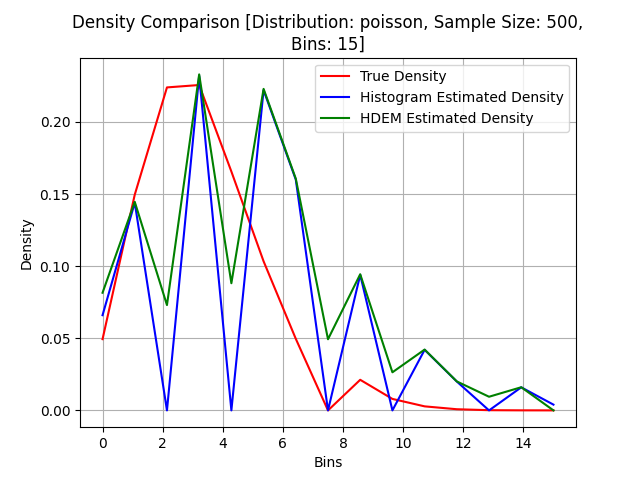 Density Comparison [Distribution: poisson, Sample Size: 500,
Bins: 15]
True Density
Histogram Estimated Density
HDEM Estimated Density
Density
0.20
0.15
0.10
0.05
0.00
0 2 4 6 8 10 12 14
Bins